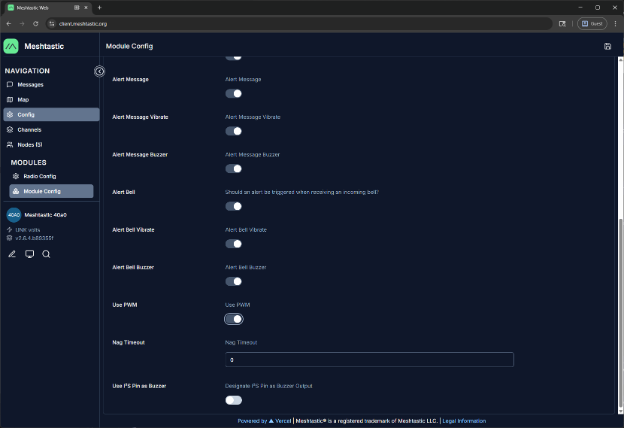 Meshtastic Web
client.meshtastic.org
Guest
Meshtastic
Module Config
NAVIGATION
Messages
Map
Config
Channels
Nodes (5)
MODULES
Radio Config
Module Config
40A0 Meshtastic 40a0
UNK volts
Alert Message
Alert Message
Alert Message Vibrate
Alert Message Vibrate
Alert Message Buzzer
Alert Message Buzzer
Alert Bell
Should an alert be triggered when receiving an incoming bell?
Alert Bell Vibrate
Alert Bell Vibrate
Alert Bell Buzzer
Alert Bell Buzzer
Use PWM
Use PWM
Nag Timeout
Nag Timeout
0
Use I²S Pin as Buzzer
Designate I²S Pin as Buzzer Output
Powered by ▲ Vercel | Meshtastic® is a registered trademark of Meshtastic LLC. | Legal Information